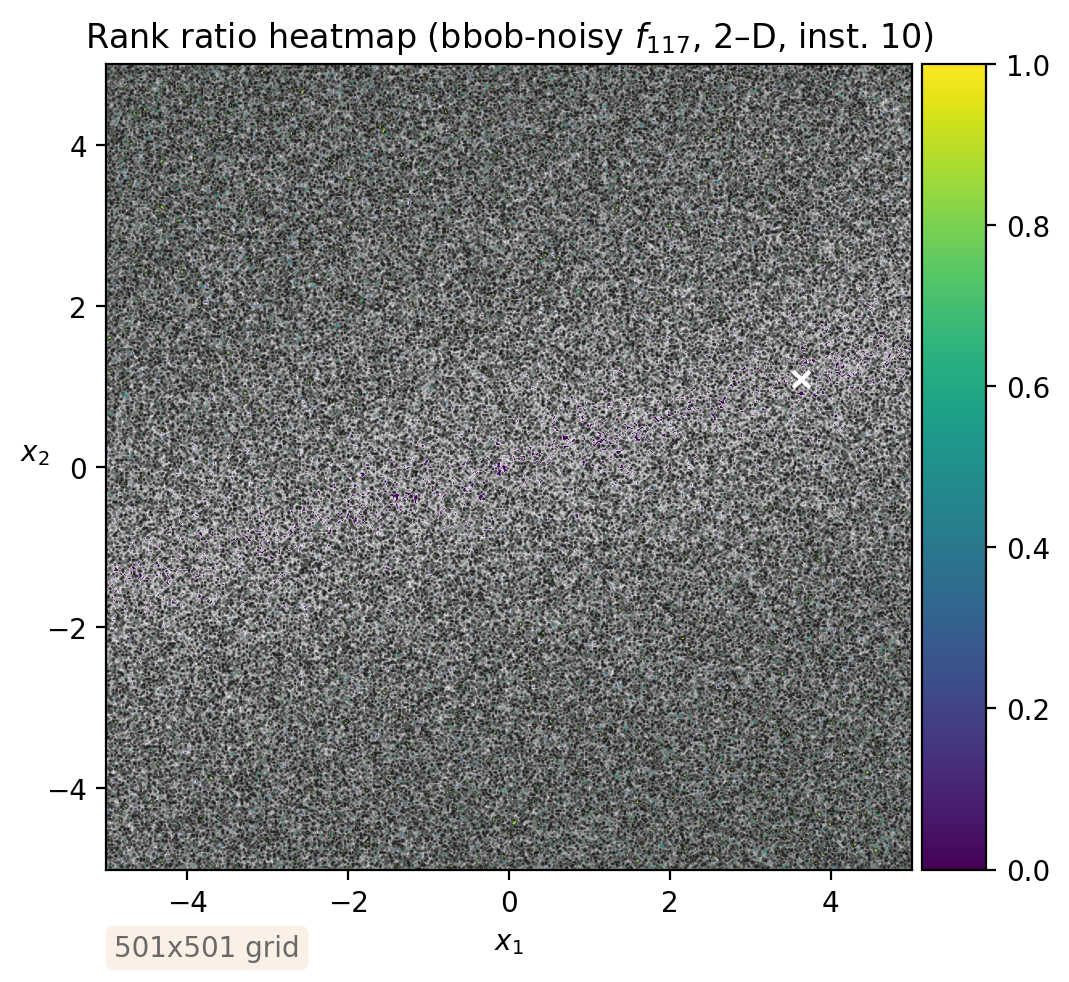 Rank ratio heatmap (bbob-noisy f₁₁₇, 2–D, inst. 10)
1.0
0.8
0.6
0.4
0.2
0.0
4
2
0
−2
−4
x₂
−4 −2 0 2 4
x₁
501x501 grid